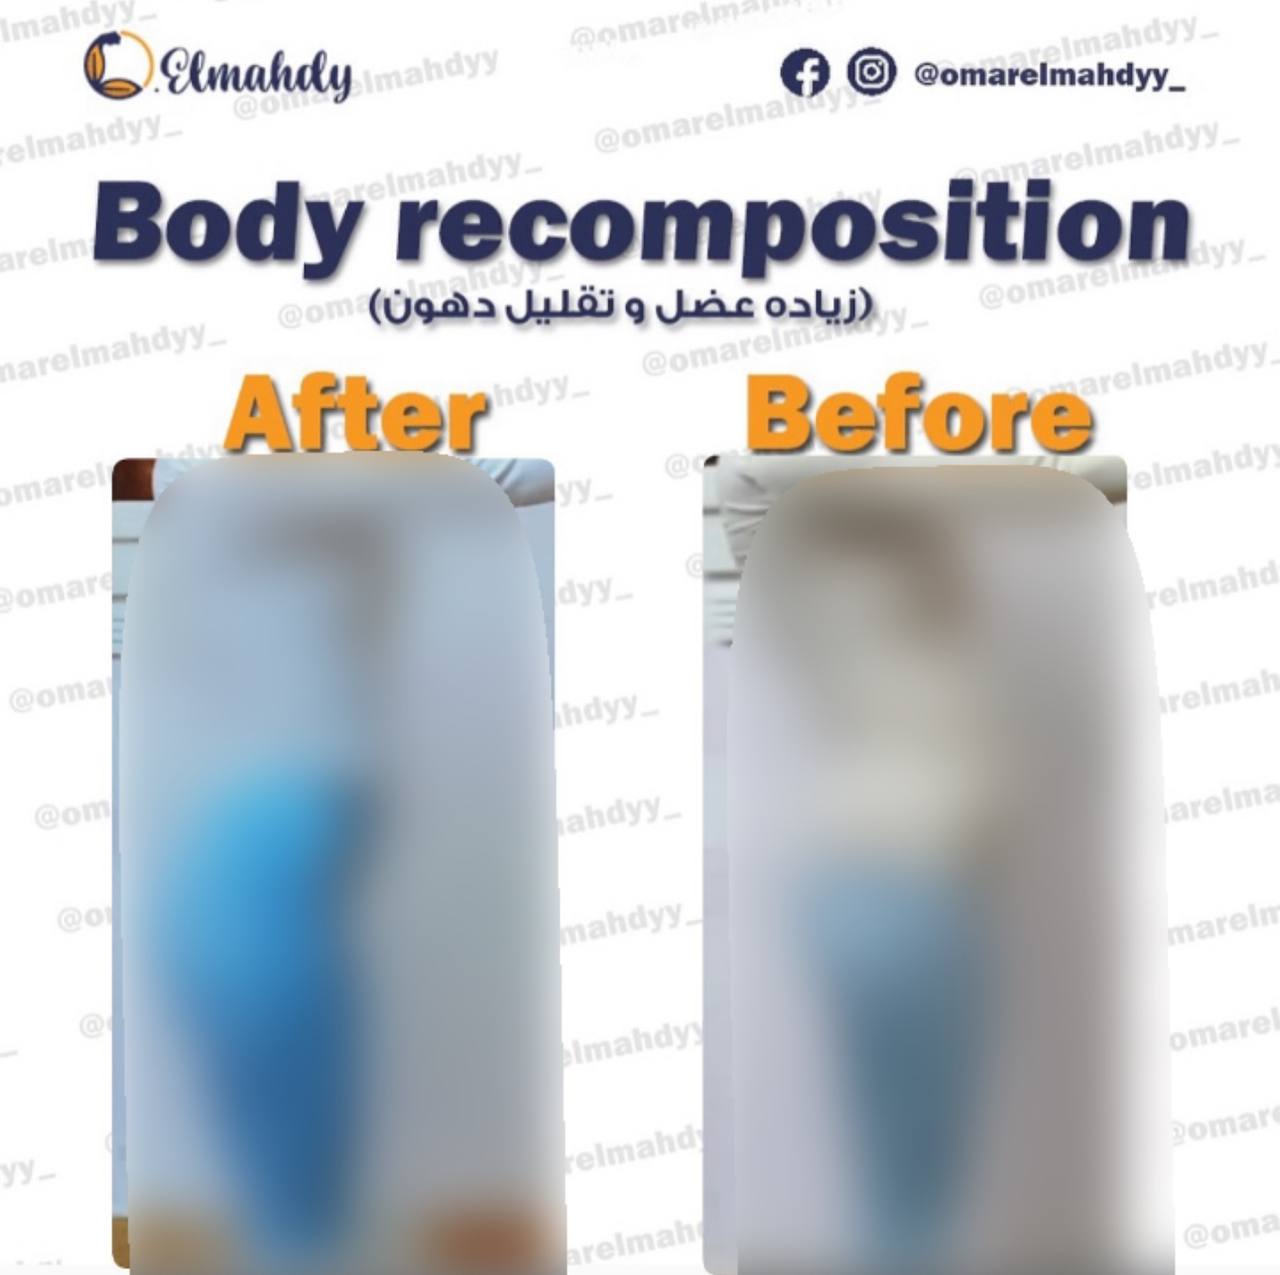 Elmahdy
@omarelmahdyy_
Body recomposition
(زياده عضل و تقليل دهون)
After
Before